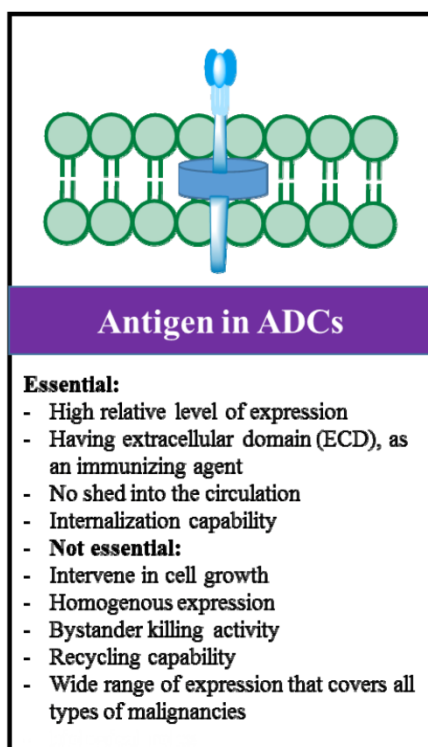 Antigen in ADCs
Essential:
- High relative level of expression
- Having extracellular domain (ECD), as
an immunizing agent
- No shed into the circulation
- Internalization capability
- Not essential:
- Intervene in cell growth
- Homogenous expression
- Bystander killing activity
- Recycling capability
- Wide range of expression that covers all
types of malignancies